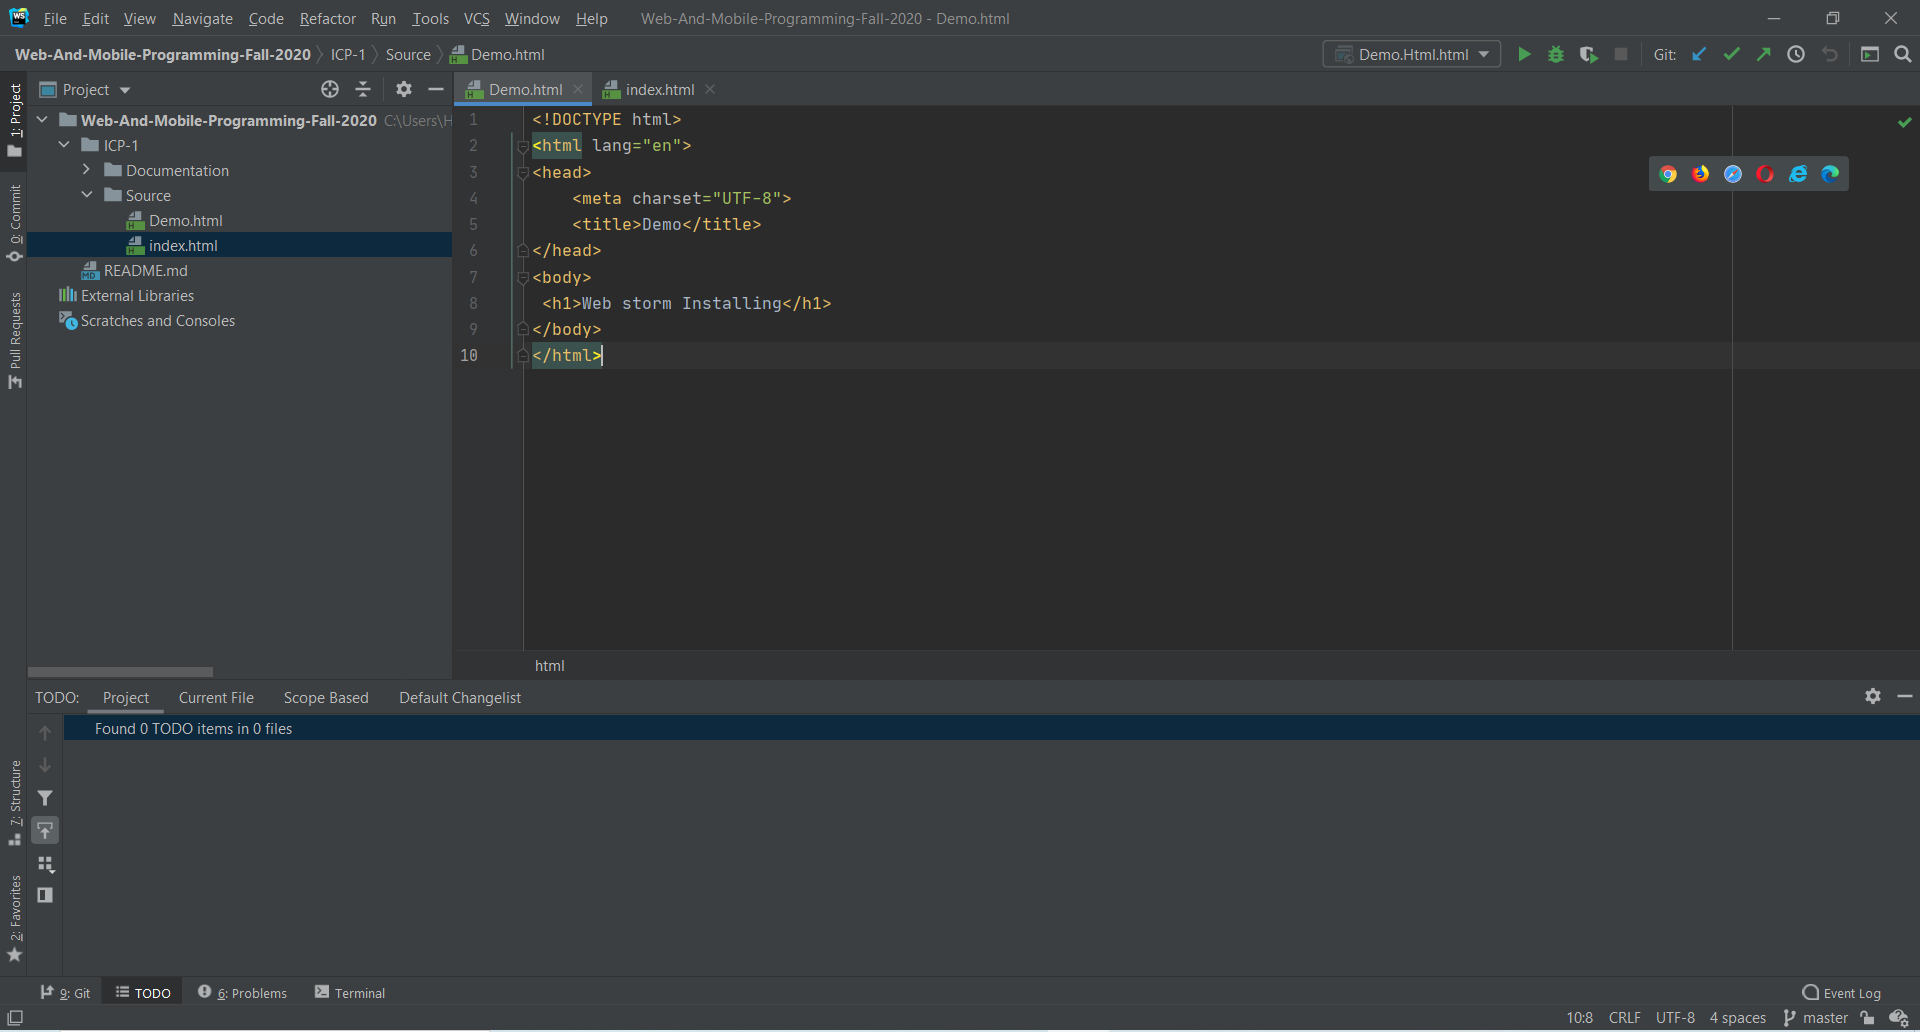 WS File Edit View Navigate Code Refactor Run Tools VCS Window Help Web-And-Mobile-Programming-Fall-2020 - Demo.html
Web-And-Mobile-Programming-Fall-2020 ICP-1 Source Demo.html Demo.Html.html Git:
1: Project
0: Commit
Pull Requests
7: Structure
2: Favorites
Project
Web-And-Mobile-Programming-Fall-2020 C:\Users\H
ICP-1
Documentation
Source
Demo.html
index.html
README.md
External Libraries
Scratches and Consoles
Demo.html index.html
1 <!DOCTYPE html>
2 <html lang="en">
3 <head>
4     <meta charset="UTF-8">
5     <title>Demo</title>
6 </head>
7 <body>
8  <h1>Web storm Installing</h1>
9 </body>
10 </html>
html
TODO: Project Current File Scope Based Default Changelist
Found 0 TODO items in 0 files
9: Git TODO 6: Problems Terminal Event Log
10:8 CRLF UTF-8 4 spaces master